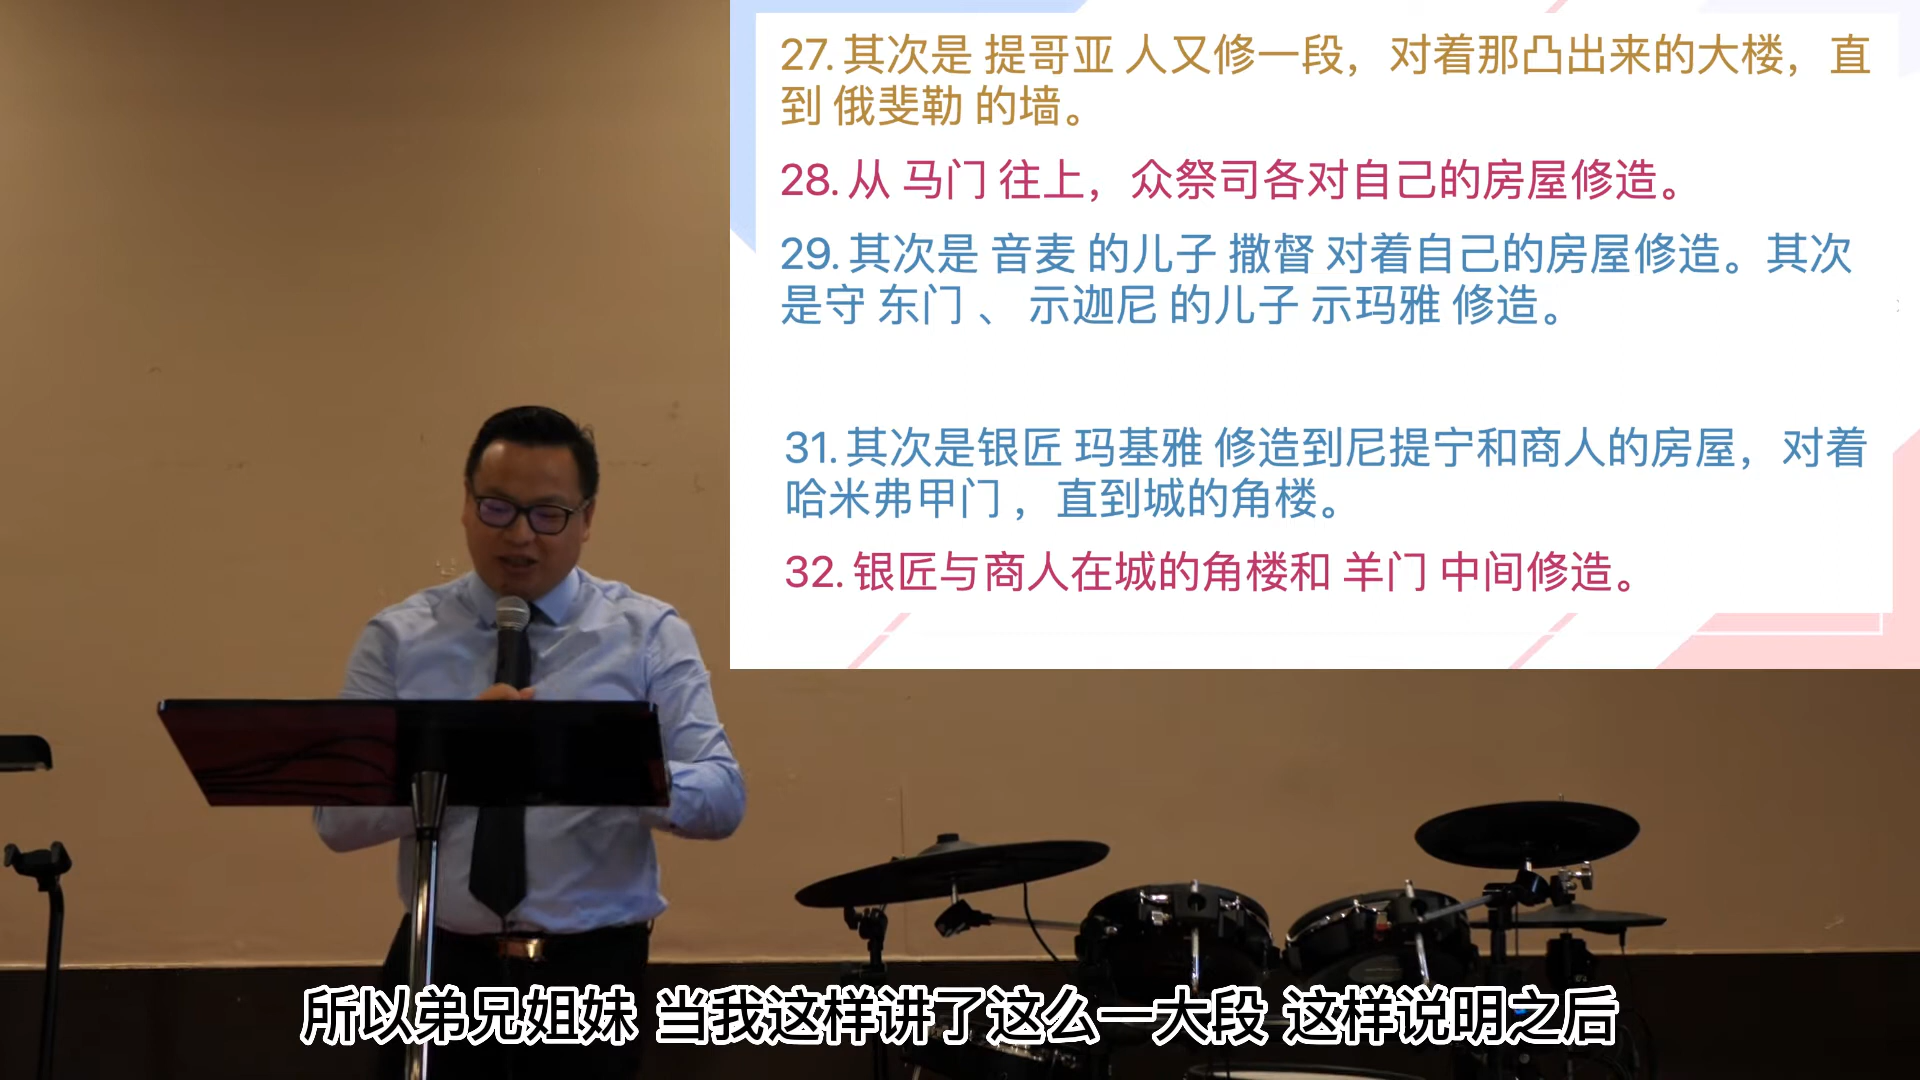 27. 其次是 提哥亚 人又修一段，对着那凸出来的大楼，直
到 俄斐勒 的墙。
28. 从 马门 往上，众祭司各对自己的房屋修造。
29. 其次是 音麦 的儿子 撒督 对着自己的房屋修造。其次
是守 东门 、 示迦尼 的儿子 示玛雅 修造。
31. 其次是银匠 玛基雅 修造到尼提宁和商人的房屋，对着
哈米弗甲门 ，直到城的角楼。
32. 银匠与商人在城的角楼和 羊门 中间修造。
所以弟兄姐妹 当我这样讲了这么一大段 这样说明之后